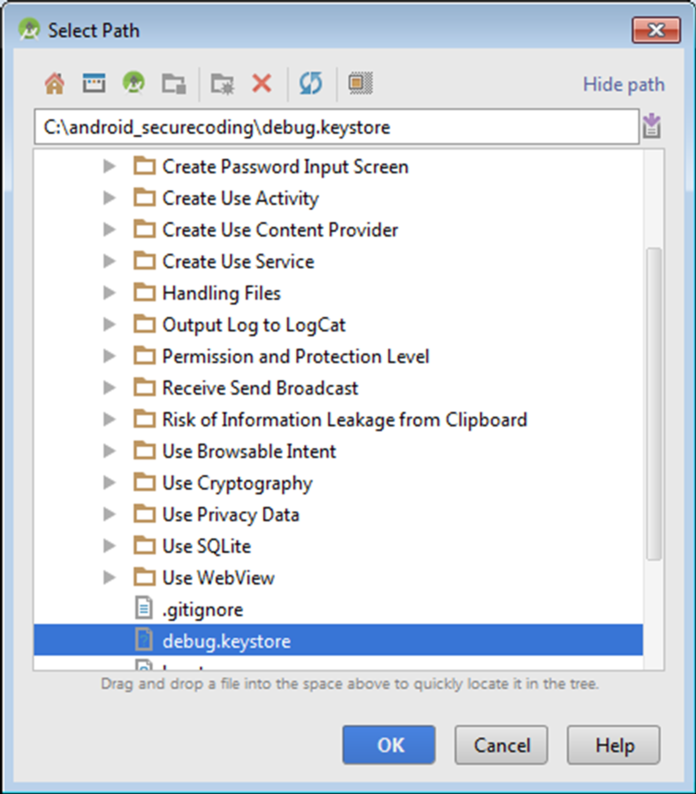 Select Path
Hide path
C:\android_securecoding\debug.keystore
Create Password Input Screen
Create Use Activity
Create Use Content Provider
Create Use Service
Handling Files
Output Log to LogCat
Permission and Protection Level
Receive Send Broadcast
Risk of Information Leakage from Clipboard
Use Browsable Intent
Use Cryptography
Use Privacy Data
Use SQLite
Use WebView
.gitignore
debug.keystore
Drag and drop a file into the space above to quickly locate it in the tree.
OK Cancel Help